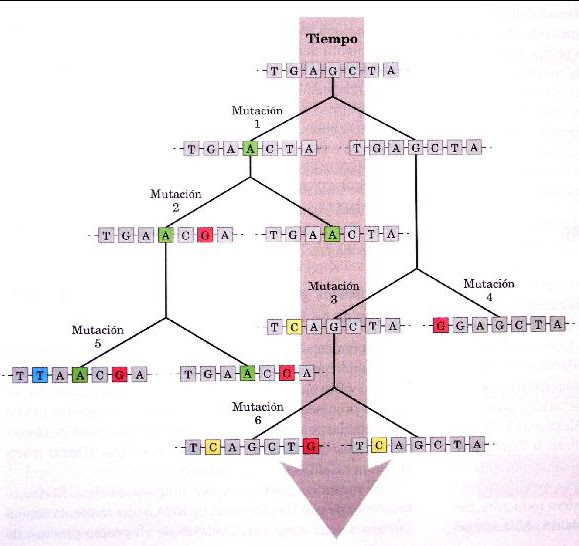 Tiempo
T G A G C T A
Mutación
1
T G A A C T A
T G A G C T A
Mutación
2
T G A A C G A
T G A A C T A
Mutación
3
Mutación
4
T C A G C T A
G G A G C T A
Mutación
5
T T A A C G A
T G A A C C A
Mutación
6
T C A G C T G
T C A G C T A